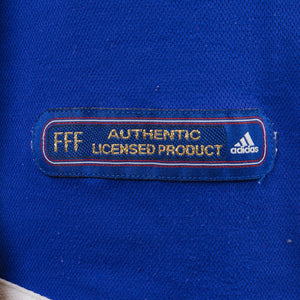 FFF
AUTHENTIC
LICENSED PRODUCT
adidas